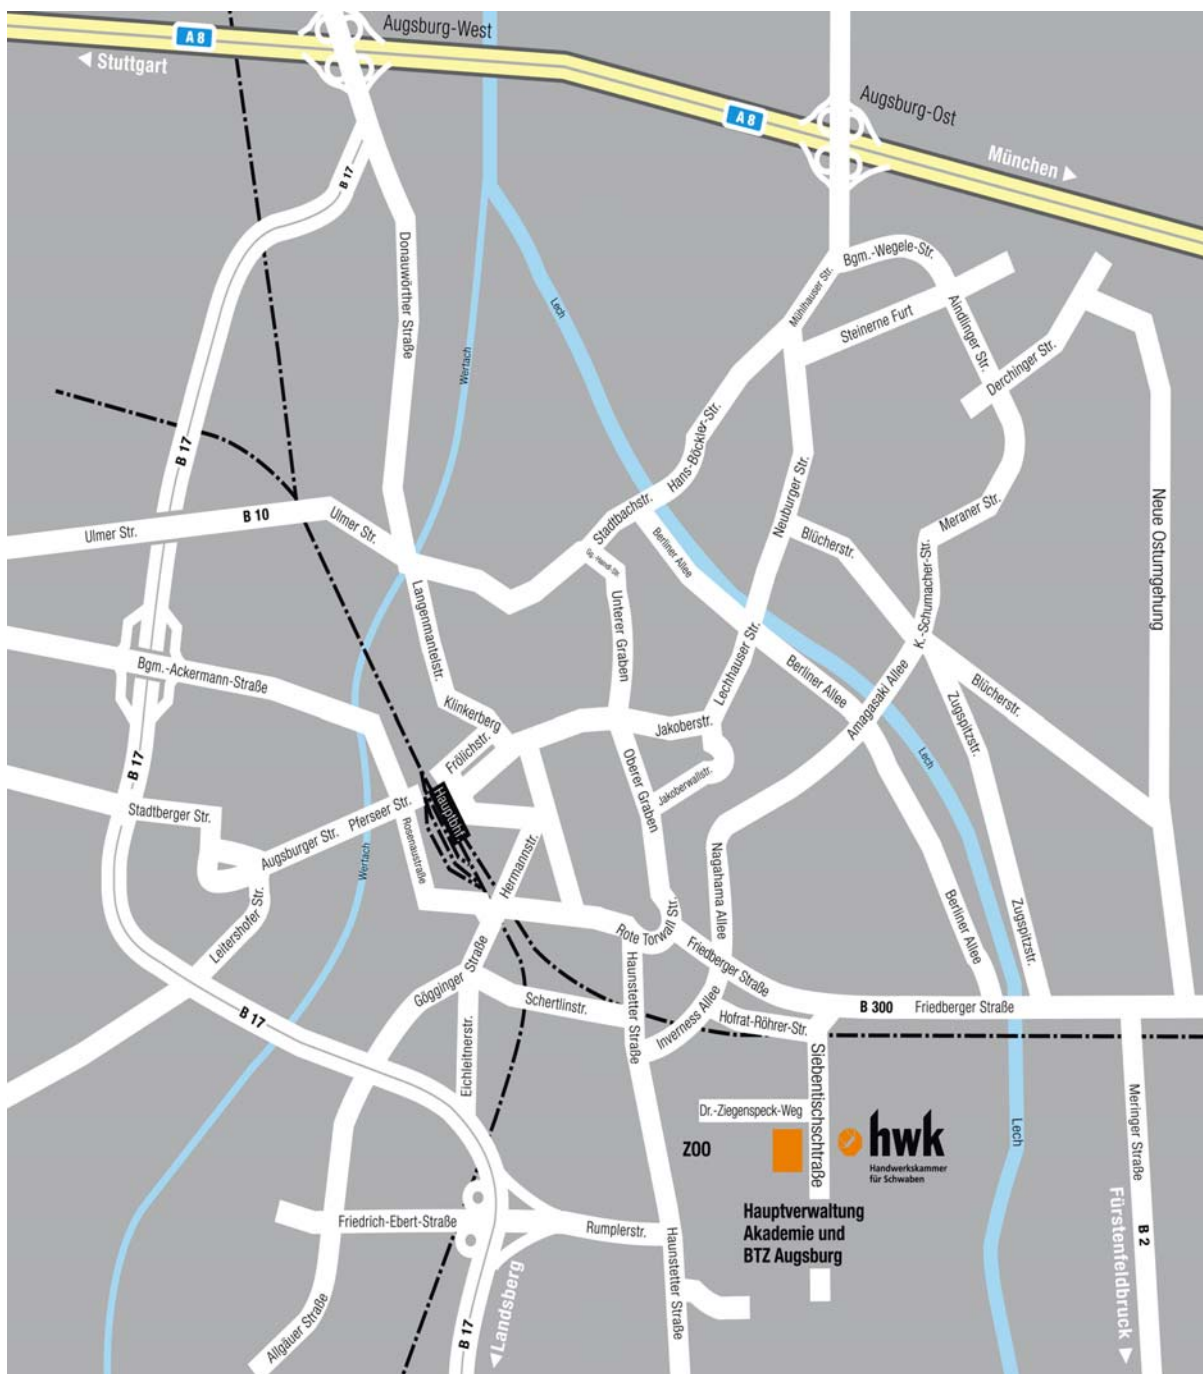 Augsburg-West
A 8
Stuttgart
A 8
Augsburg-Ost
München
B 17
Donauwörther Straße
Lech
Wertach
Mühlhauser Str.
Bgm.-Wegele-Str.
Steinerne Furt
Aindlinger Str.
Derchinger Str.
B 17
Hans-Böckler-Str.
Neuburger Str.
Neue Ostumgehung
Ulmer Str.
B 10
Ulmer Str.
Stadtbachstr.
Berliner Allee
Blücherstr.
Meraner Str.
K.-Schumacher-Str.
Langenmantelstr.
Unterer Graben
Lechhauser Str.
Berliner Allee
Amagasaki Allee
Blücherstr.
Zugspitzstr.
Bgm.-Ackermann-Straße
Klinkerberg
Frölichstr.
Jakoberstr.
Oberer Graben
Jakoberwallstr.
Lech
B 17
Stadtberger Str.
Augsburger Str.
Pferseer Str.
Hauptbhf.
Rosenaustraße
Wertach
Hermannstr.
Nagahama Allee
Leitershofer Str.
Rote Torwall Str.
Friedberger Straße
Berliner Allee
Zugspitzstr.
Gögginger Straße
Schertlinstr.
Haunstetter Straße
Inverness Allee
Hofrat-Röhrer-Str.
B 300
Friedberger Straße
B 17
Eichleitnerstr.
Siebentischschtraße
Meringer Straße
Dr.-Ziegenspeck-Weg
ZOO
hwk
Handwerkskammer
für Schwaben
Lech
Hauptverwaltung
Akademie und
BTZ Augsburg
Friedrich-Ebert-Straße
Rumplerstr.
Haunstetter Straße
Allgäuer Straße
B 17
Landsberg
Fürstenfeldbruck
B 2